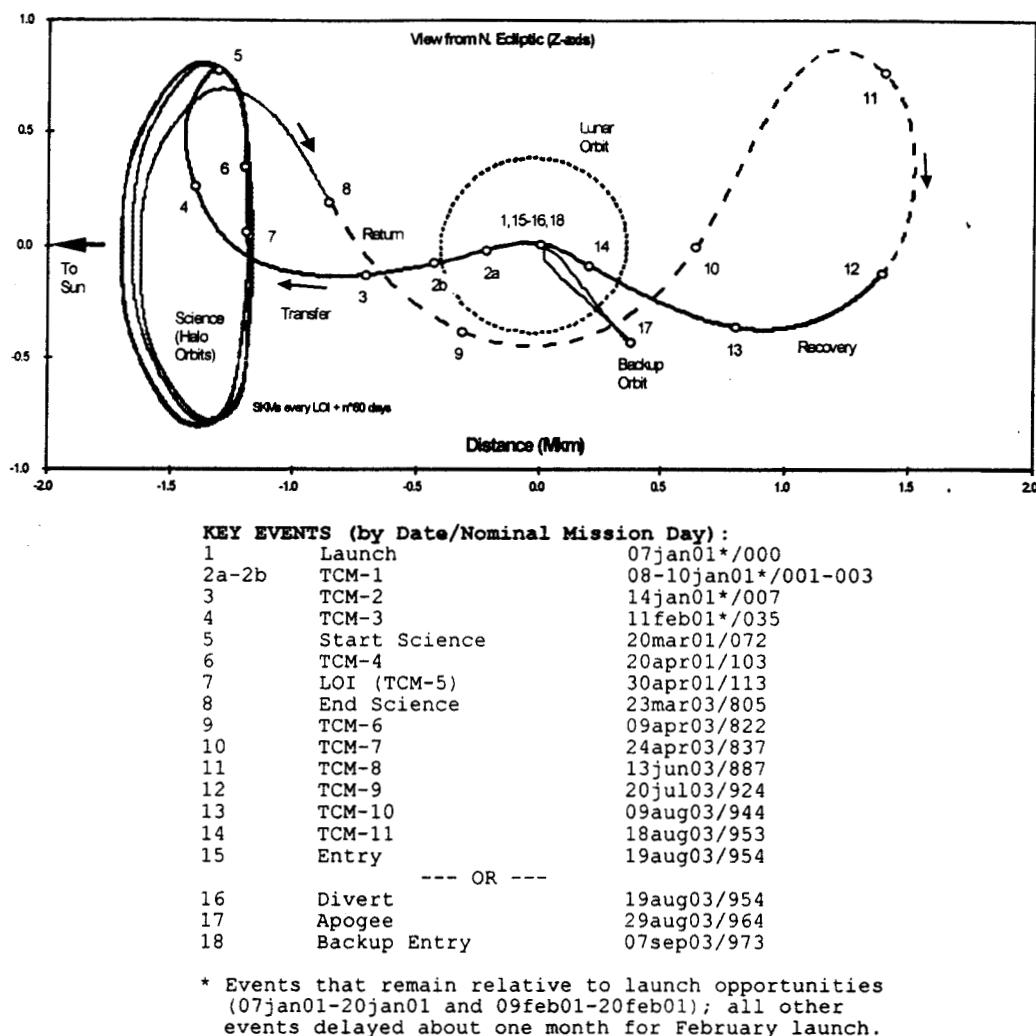 1.0
0.5
0.0
-0.5
-1.0
View from N. Ecliptic (Z-axis)
5
11
Lunar
Orbit
6
4
8
7
Return
1,15-16,18
14
To
Sun
3
2b
2a
10
12
Transfer
Science
(Halo
Orbits)
9
17
13
Recovery
Backup
Orbit
SKMs every LOI + n*60 days
Distance (Mkm)
-2.0 -1.5 -1.0 -0.5 0.0 0.5 1.0 1.5 2.0
KEY EVENTS (by Date/Nominal Mission Day):
1 Launch 07jan01*/000
2a-2b TCM-1 08-10jan01*/001-003
3 TCM-2 14jan01*/007
4 TCM-3 11feb01*/035
5 Start Science 20mar01/072
6 TCM-4 20apr01/103
7 LOI (TCM-5) 30apr01/113
8 End Science 23mar03/805
9 TCM-6 09apr03/822
10 TCM-7 24apr03/837
11 TCM-8 13jun03/887
12 TCM-9 20jul03/924
13 TCM-10 09aug03/944
14 TCM-11 18aug03/953
15 Entry 19aug03/954
--- OR ---
16 Divert 19aug03/954
17 Apogee 29aug03/964
18 Backup Entry 07sep03/973
* Events that remain relative to launch opportunities
(07jan01-20jan01 and 09feb01-20feb01); all other
events delayed about one month for February launch.